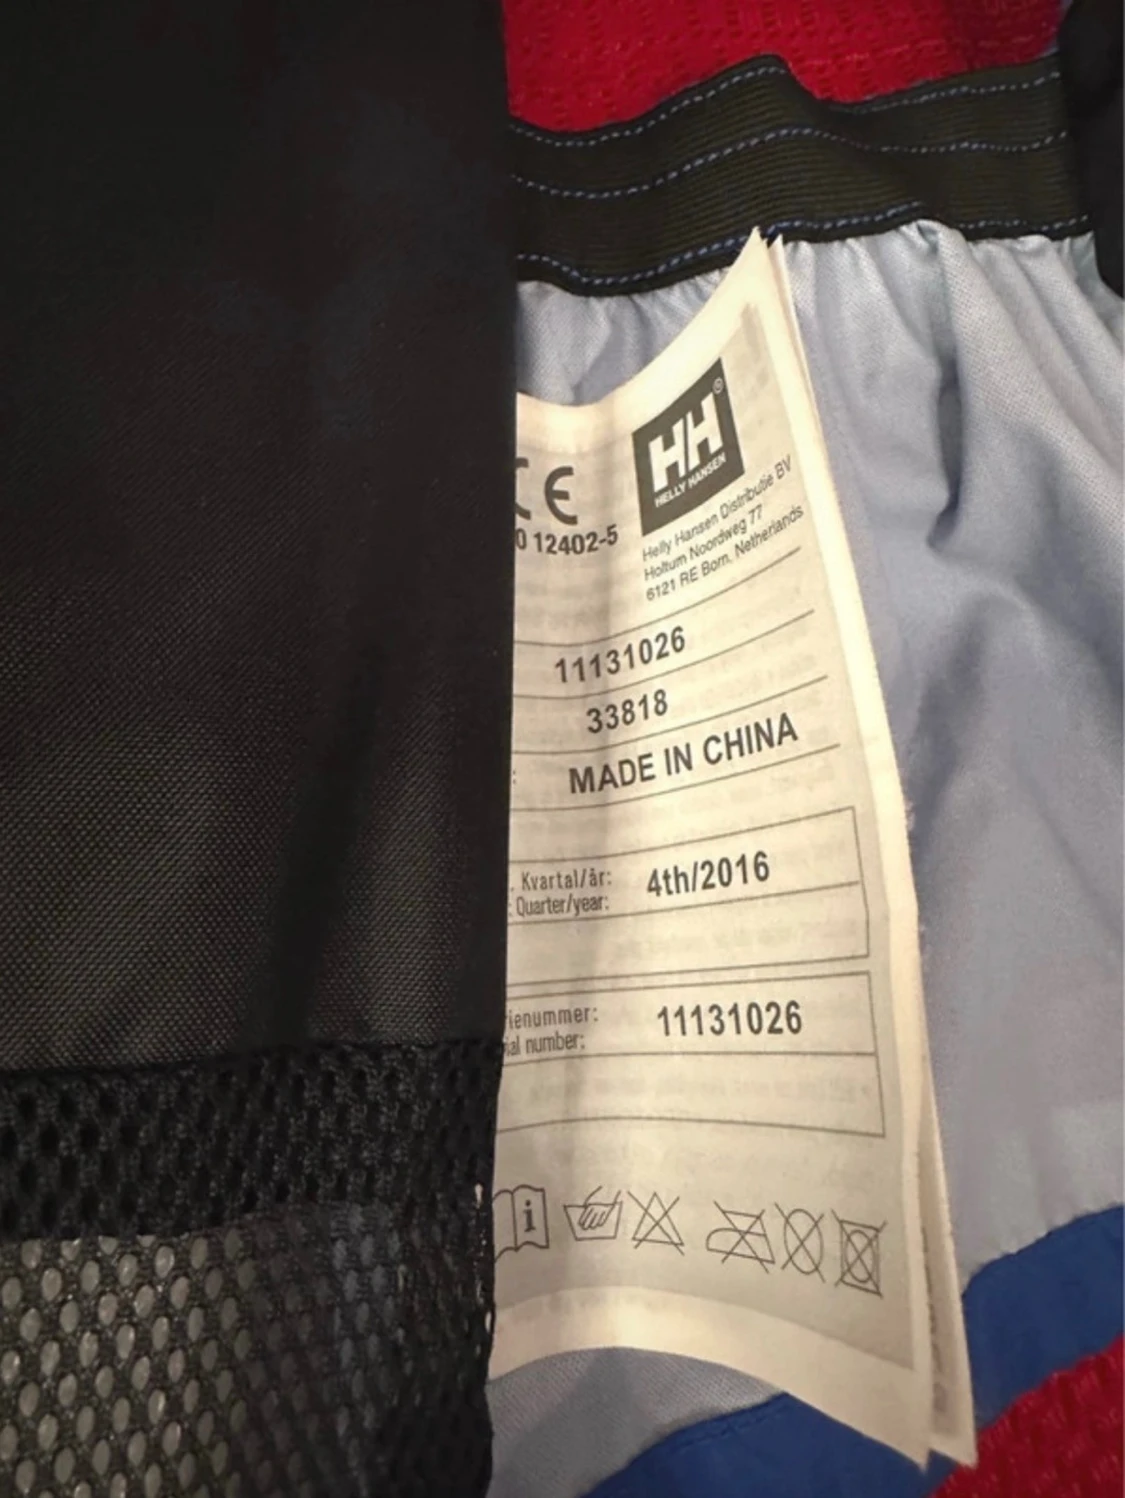 HH®
HELLY HANSEN
CE
12402-5
Helly Hansen Distributie BV
Holtum Noordweg 77
6121 RE Born, Netherlands
11131026
33818
MADE IN CHINA
Kvartal/år:
Quarter/year:
4th/2016
11131026
number:
i